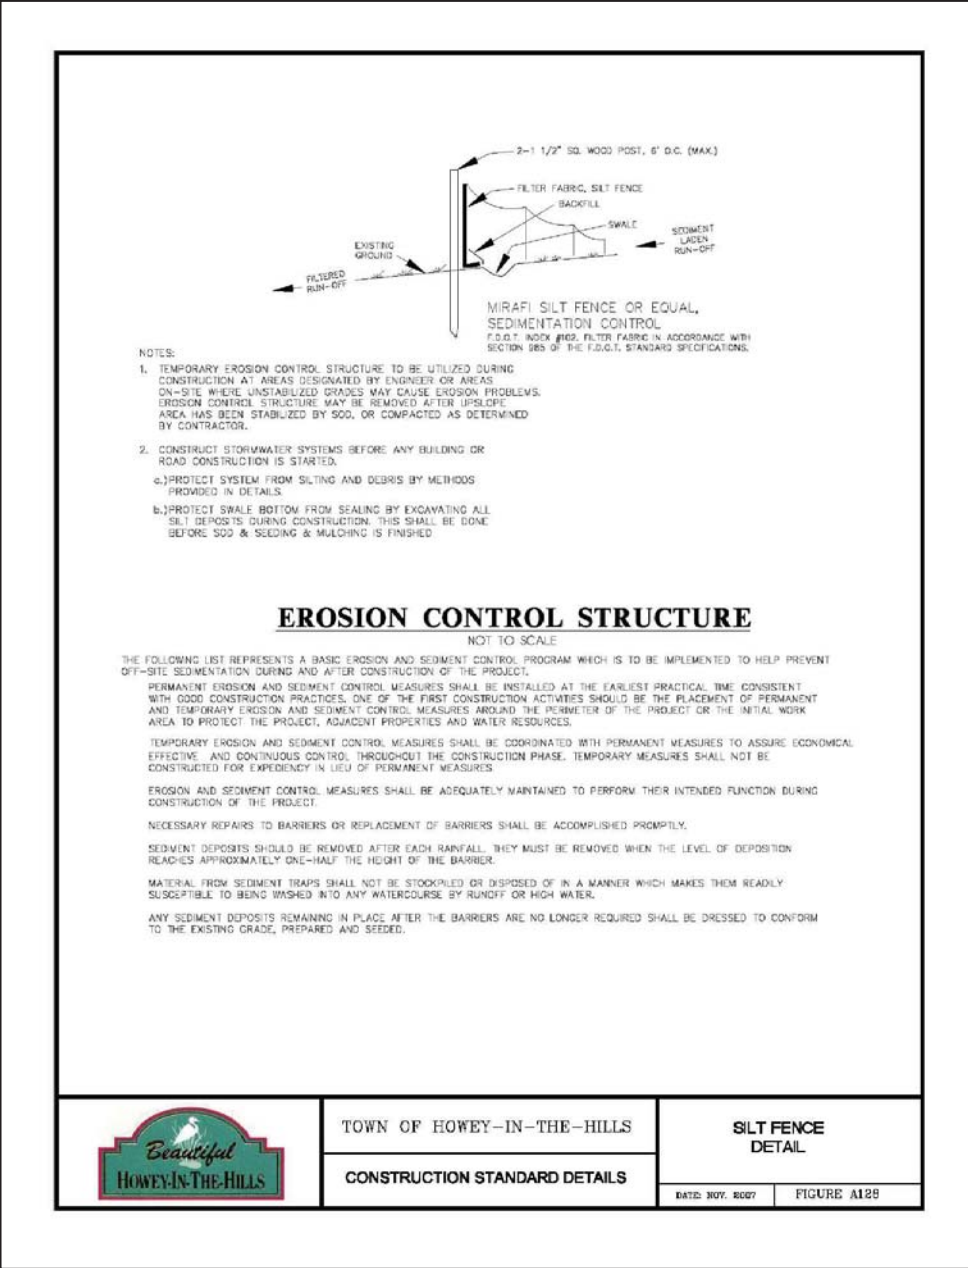 2-1 1/2" SQ. WOOD POST, 6' O.C. (MAX.)
FILTER FABRIC, SILT FENCE
BACKFILL
SWALE
SEDIMENT
LADEN
RUN-OFF
EXISTING
GROUND
FILTERED
RUN-OFF
MIRAFI SILT FENCE OR EQUAL,
SEDIMENTATION CONTROL
F.D.O.T. INDEX #102. FILTER FABRIC IN ACCORDANCE WITH
SECTION 985 OF THE F.D.O.T. STANDARD SPECIFICATIONS.
NOTES:
1. TEMPORARY EROSION CONTROL STRUCTURE TO BE UTILIZED DURING
CONSTRUCTION AT AREAS DESIGNATED BY ENGINEER OR AREAS
ON-SITE WHERE UNSTABILIZED GRADES MAY CAUSE EROSION PROBLEMS.
EROSION CONTROL STRUCTURE MAY BE REMOVED AFTER UPSLOPE
AREA HAS BEEN STABILIZED BY SOD, OR COMPACTED AS DETERMINED
BY CONTRACTOR.
2. CONSTRUCT STORMWATER SYSTEMS BEFORE ANY BUILDING OR
ROAD CONSTRUCTION IS STARTED.
a.)PROTECT SYSTEM FROM SILTING AND DEBRIS BY METHODS
PROVIDED IN DETAILS.
b.)PROTECT SWALE BOTTOM FROM SEALING BY EXCAVATING ALL
SILT DEPOSITS DURING CONSTRUCTION. THIS SHALL BE DONE
BEFORE SOD & SEEDING & MULCHING IS FINISHED
EROSION CONTROL STRUCTURE
NOT TO SCALE
THE FOLLOWING LIST REPRESENTS A BASIC EROSION AND SEDIMENT CONTROL PROGRAM WHICH IS TO BE IMPLEMENTED TO HELP PREVENT
OFF-SITE SEDIMENTATION DURING AND AFTER CONSTRUCTION OF THE PROJECT.
PERMANENT EROSION AND SEDIMENT CONTROL MEASURES SHALL BE INSTALLED AT THE EARLIEST PRACTICAL TIME CONSISTENT
WITH GOOD CONSTRUCTION PRACTICES. ONE OF THE FIRST CONSTRUCTION ACTIVITIES SHOULD BE THE PLACEMENT OF PERMANENT
AND TEMPORARY EROSION AND SEDIMENT CONTROL MEASURES AROUND THE PERIMETER OF THE PROJECT OR THE INITIAL WORK
AREA TO PROTECT THE PROJECT, ADJACENT PROPERTIES AND WATER RESOURCES.
TEMPORARY EROSION AND SEDIMENT CONTROL MEASURES SHALL BE COORDINATED WITH PERMANENT MEASURES TO ASSURE ECONOMICAL
EFFECTIVE AND CONTINUOUS CONTROL THROUGHOUT THE CONSTRUCTION PHASE. TEMPORARY MEASURES SHALL NOT BE
CONSTRUCTED FOR EXPEDIENCY IN LIEU OF PERMANENT MEASURES
EROSION AND SEDIMENT CONTROL MEASURES SHALL BE ADEQUATELY MAINTAINED TO PERFORM THEIR INTENDED FUNCTION DURING
CONSTRUCTION OF THE PROJECT.
NECESSARY REPAIRS TO BARRIERS OR REPLACEMENT OF BARRIERS SHALL BE ACCOMPLISHED PROMPTLY.
SEDIMENT DEPOSITS SHOULD BE REMOVED AFTER EACH RAINFALL. THEY MUST BE REMOVED WHEN THE LEVEL OF DEPOSITION
REACHES APPROXIMATELY ONE-HALF THE HEIGHT OF THE BARRIER.
MATERIAL FROM SEDIMENT TRAPS SHALL NOT BE STOCKPILED OR DISPOSED OF IN A MANNER WHICH MAKES THEM READILY
SUSCEPTIBLE TO BEING WASHED INTO ANY WATERCOURSE BY RUNOFF OR HIGH WATER.
ANY SEDIMENT DEPOSITS REMAINING IN PLACE AFTER THE BARRIERS ARE NO LONGER REQUIRED SHALL BE DRESSED TO CONFORM
TO THE EXISTING GRADE, PREPARED AND SEEDED.
Beautiful
HOWEY-IN-THE-HILLS
TOWN OF HOWEY-IN-THE-HILLS
CONSTRUCTION STANDARD DETAILS
SILT FENCE
DETAIL
DATE: NOV. 2007
FIGURE A128